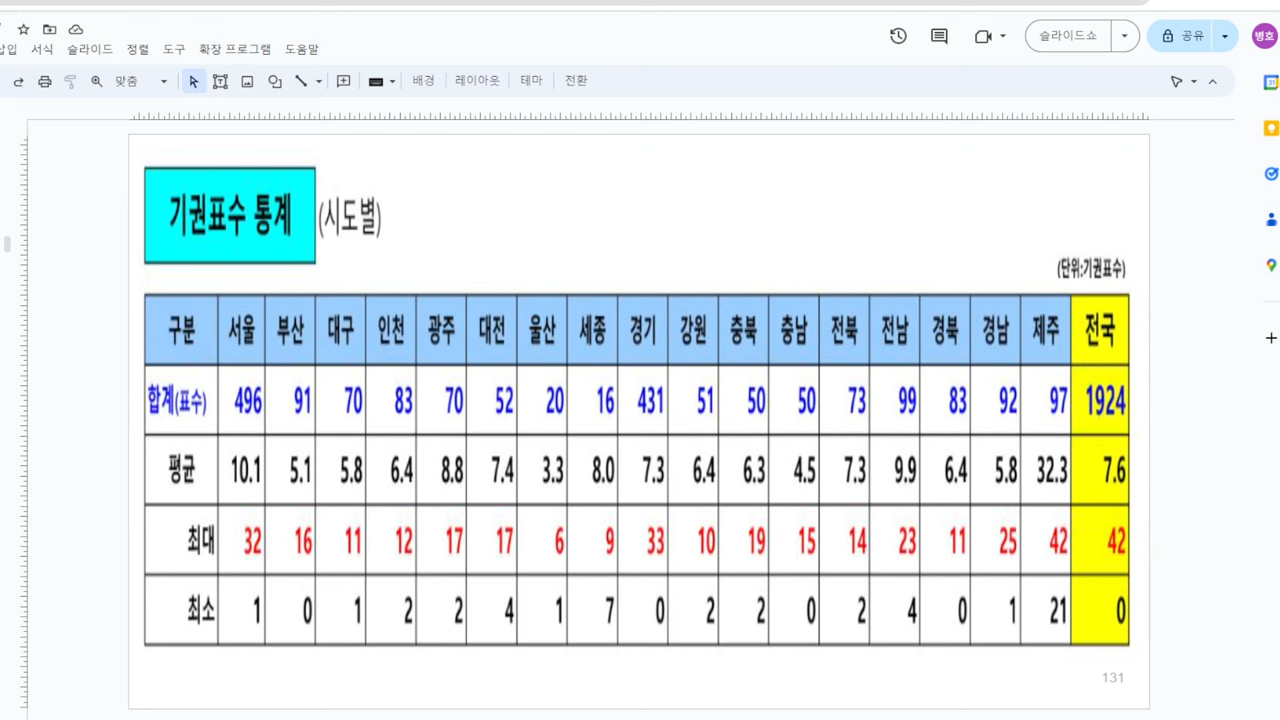 삽입 서식 슬라이드 정렬 도구 확장 프로그램 도움말
슬라이드쇼
공유
병호
맞춤
배경 레이아웃 테마 전환
31
기권표수 통계 (시도별)
(단위:기권표수)
구분 서울 부산 대구 인천 광주 대전 울산 세종 경기 강원 충북 충남 전북 전남 경북 경남 제주 전국
합계(표수) 496 91 70 83 70 52 20 16 431 51 50 50 73 99 83 92 97 1924
평균 10.1 5.1 5.8 6.4 8.8 7.4 3.3 8.0 7.3 6.4 6.3 4.5 7.3 9.9 6.4 5.8 32.3 7.6
최대 32 16 11 12 17 17 6 9 33 10 19 15 14 23 11 25 42 42
최소 1 0 1 2 2 4 1 7 0 2 2 0 2 4 0 1 21 0
131